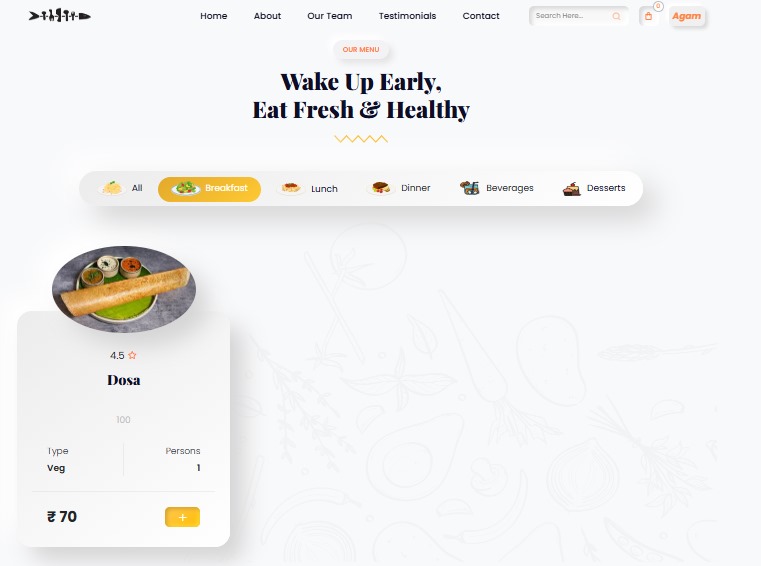 Home About Our Team Testimonials Contact Search Here... 0 Agam
OUR MENU
Wake Up Early,
Eat Fresh & Healthy
All Breakfast Lunch Dinner Beverages Desserts
4.5
Dosa
100
Type Persons
Veg 1
₹ 70 +